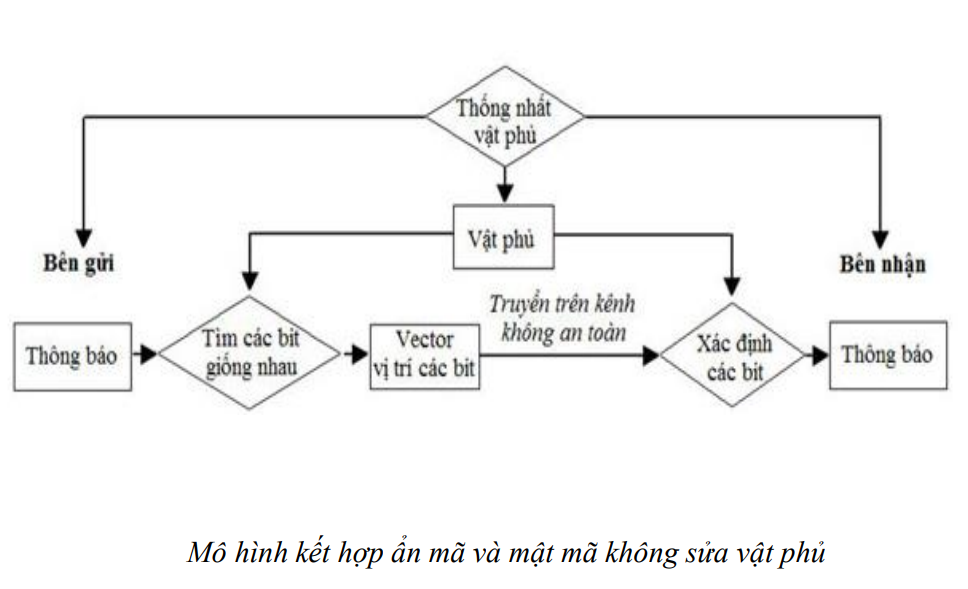 Thống nhất
vật phủ
Vật phủ
Bên gửi
Bên nhận
Truyền trên kênh
không an toàn
Thông báo
Tìm các bit
giống nhau
Vector
vị trí các bit
Xác định
các bit
Thông báo
Mô hình kết hợp ẩn mã và mật mã không sửa vật phủ